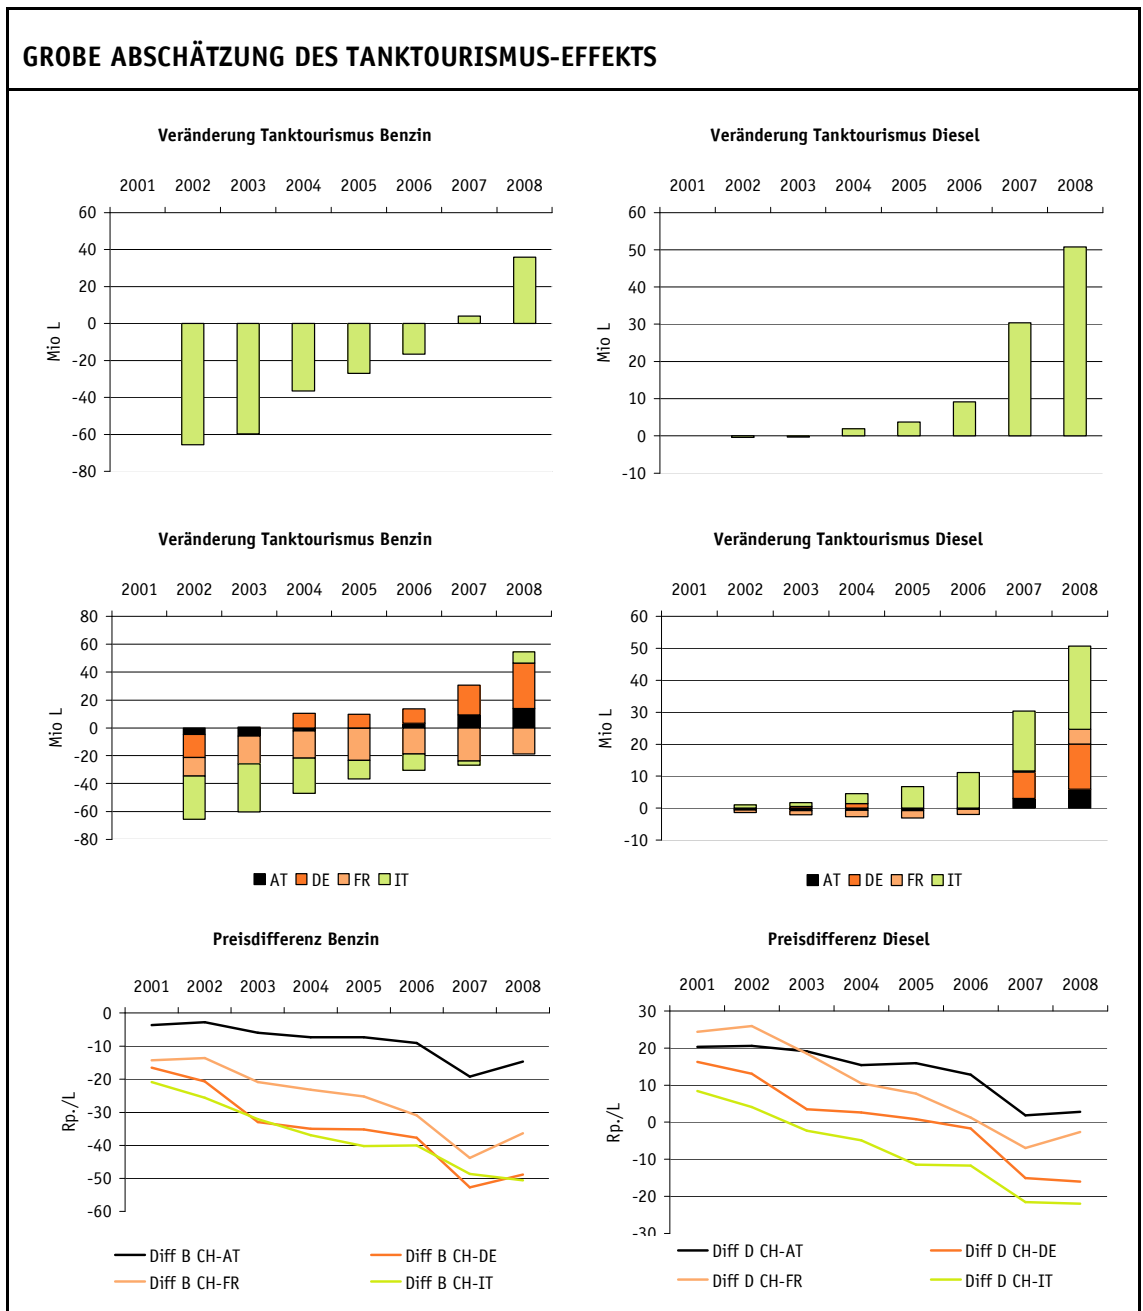 GROBE ABSCHÄTZUNG DES TANKTOURISMUS-EFFEKTS
Veränderung Tanktourismus Benzin
2001 2002 2003 2004 2005 2006 2007 2008
60
40
20
0
-20
-40
-60
-80
Mio L
Veränderung Tanktourismus Diesel
2001 2002 2003 2004 2005 2006 2007 2008
60
50
40
30
20
10
0
-10
Mio L
Veränderung Tanktourismus Benzin
2001 2002 2003 2004 2005 2006 2007 2008
80
60
40
20
0
-20
-40
-60
-80
Mio L
AT DE FR IT
Veränderung Tanktourismus Diesel
2001 2002 2003 2004 2005 2006 2007 2008
60
50
40
30
20
10
0
-10
Mio L
AT DE FR IT
Preisdifferenz Benzin
2001 2002 2003 2004 2005 2006 2007 2008
0
-10
-20
-30
-40
-50
-60
Rp./L
Diff B CH-AT Diff B CH-DE
Diff B CH-FR Diff B CH-IT
Preisdifferenz Diesel
2001 2002 2003 2004 2005 2006 2007 2008
30
20
10
0
-10
-20
-30
Rp./L
Diff D CH-AT Diff D CH-DE
Diff D CH-FR Diff D CH-IT